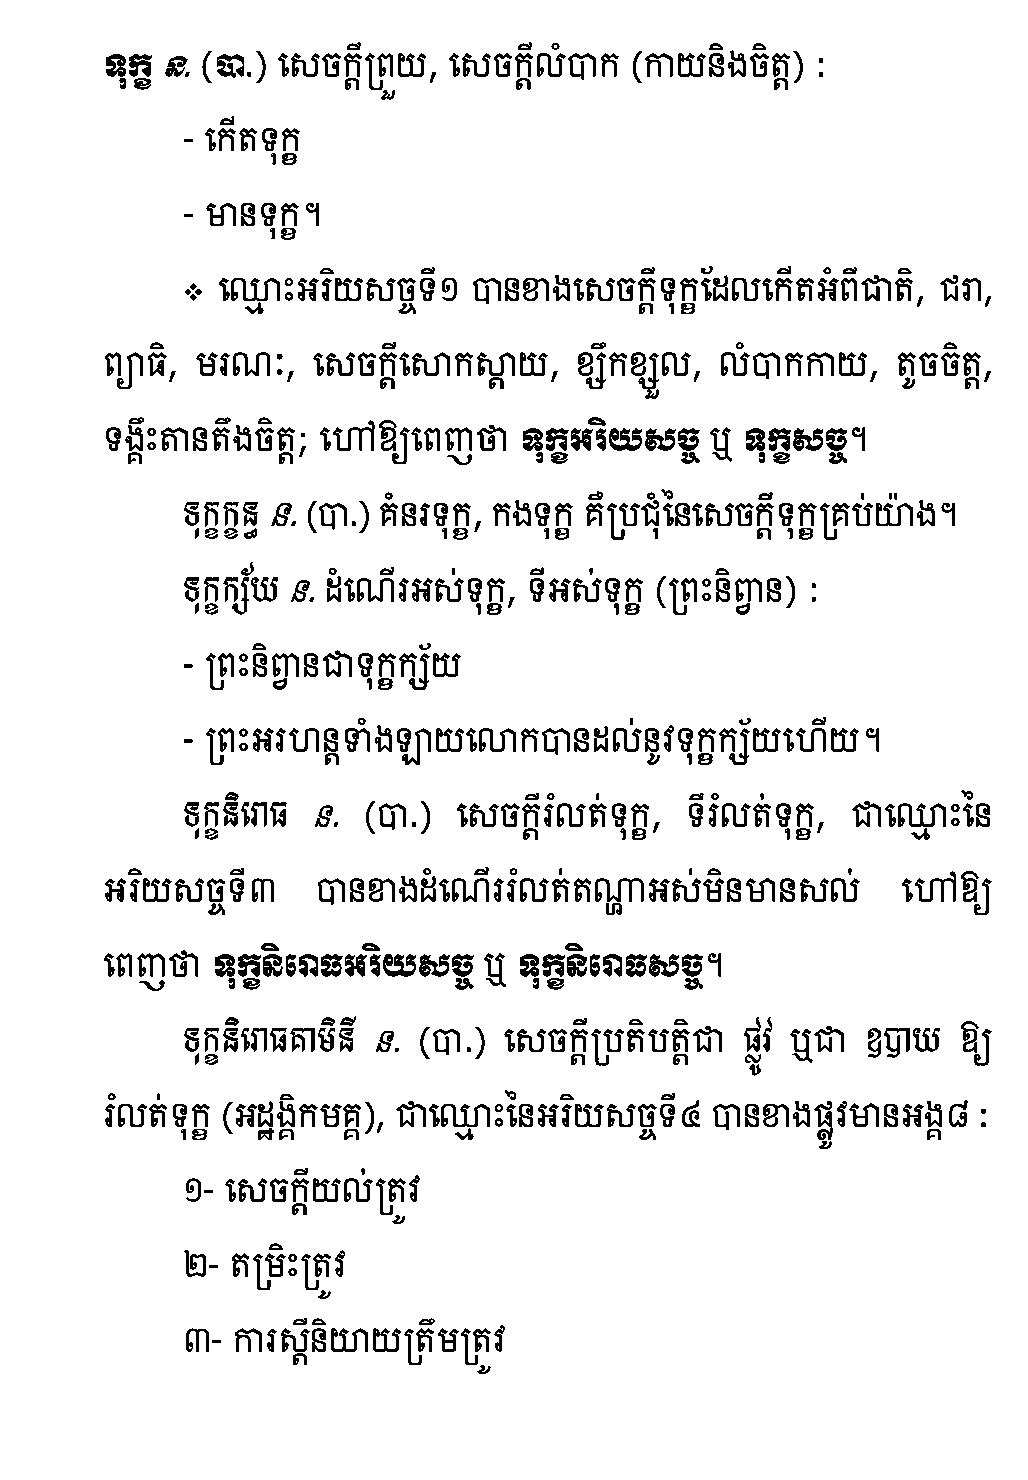 ទុក្ខ ន. (បា.) សេចក្ដឹព្រួយ, សេចក្ដីលំបាក (កាយនិងចិត្ត) :
- កើតទុក្ខ
- មានទុក្ខ។
❖ ឈ្មោះអរិយសច្ចទី១ បានខាងសេចក្ដីទុក្ខដែលកើតអំពីជាតិ, ជរា,
ព្យាធិ, មរណៈ, សេចក្ដីសោកស្ដាយ, ខ្សឹកខ្សួល, លំបាកកាយ, តូចចិត្ត,
ទង្គឹះតានតឹងចិត្ត; ហៅឱ្យពេញថា ទុក្ខអរិយសច្ច ឬ ទុក្ខសច្ច។
ទុក្ខក្ខន្ធ ន. (បា.) គំនរទុក្ខ, កងទុក្ខ គឺប្រជុំនៃសេចក្ដីទុក្ខគ្រប់យ៉ាង។
ទុក្ខក្ស័យ ន. ដំណើរអស់ទុក្ខ, ទីអស់ទុក្ខ (ព្រះនិព្វាន) :
- ព្រះនិព្វានជាទុក្ខក្ស័យ
- ព្រះអរហន្តទាំងឡាយលោកបានដល់នូវទុក្ខក្ស័យហើយ។
ទុក្ខនិរោធ ន. (បា.) សេចក្ដីរំលត់ទុក្ខ, ទីរំលត់ទុក្ខ, ជាឈ្មោះនៃ
អរិយសច្ចទី៣ បានខាងដំណើររំលត់តណ្ហាអស់មិនមានសល់ ហៅឱ្យ
ពេញថា ទុក្ខនិរោធអរិយសច្ច ឬ ទុក្ខនិរោធសច្ច។
ទុក្ខនិរោធគាមិនី ន. (បា.) សេចក្ដីប្រតិបត្តិជា ផ្លូវ ឬជា ឧបាយ ឱ្យ
រំលត់ទុក្ខ (អដ្ឋង្គិកមគ្គ), ជាឈ្មោះនៃអរិយសច្ចទី៤ បានខាងផ្លូវមានអង្គ៨ :
១- សេចក្ដីយល់ត្រូវ
២- តម្រិះត្រូវ
៣- ការស្ដីនិយាយត្រឹមត្រូវ